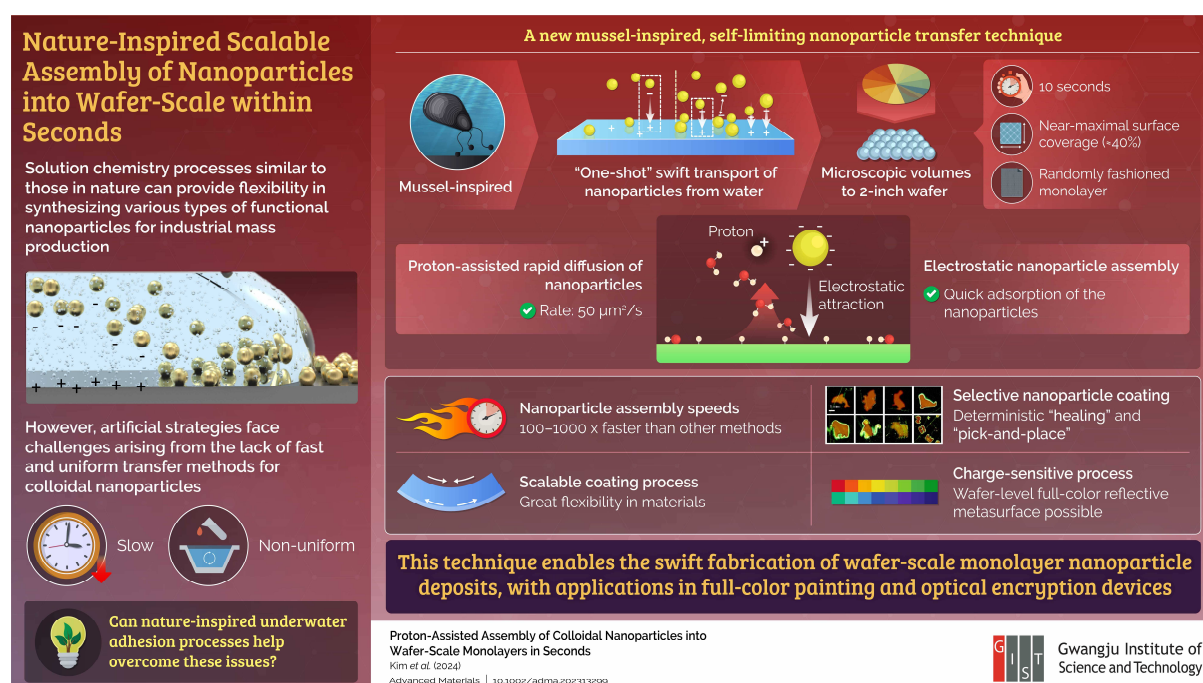 Nature-Inspired Scalable
Assembly of Nanoparticles
into Wafer-Scale within
Seconds
Solution chemistry processes similar to
those in nature can provide flexibility in
synthesizing various types of functional
nanoparticles for industrial mass
production
However, artificial strategies face
challenges arising from the lack of fast
and uniform transfer methods for
colloidal nanoparticles
Slow
Non-uniform
Can nature-inspired underwater
adhesion processes help
overcome these issues?
A new mussel-inspired, self-limiting nanoparticle transfer technique
Mussel-inspired
“One-shot” swift transport of
nanoparticles from water
Microscopic volumes
to 2-inch wafer
10 seconds
Near-maximal surface
coverage (≈40%)
Randomly fashioned
monolayer
Proton-assisted rapid diffusion of
nanoparticles
Rate: 50 µm²/s
Proton
Electrostatic
attraction
Electrostatic nanoparticle assembly
Quick adsorption of the
nanoparticles
Nanoparticle assembly speeds
100–1000 x faster than other methods
Selective nanoparticle coating
Deterministic “healing” and
“pick-and-place”
Scalable coating process
Great flexibility in materials
Charge-sensitive process
Wafer-level full-color reflective
metasurface possible
This technique enables the swift fabrication of wafer-scale monolayer nanoparticle
deposits, with applications in full-color painting and optical encryption devices
Proton-Assisted Assembly of Colloidal Nanoparticles into
Wafer-Scale Monolayers in Seconds
Kim et al. (2024)
Advanced Materials | 10.1002/adma.202313299
GIST
Gwangju Institute of
Science and Technology